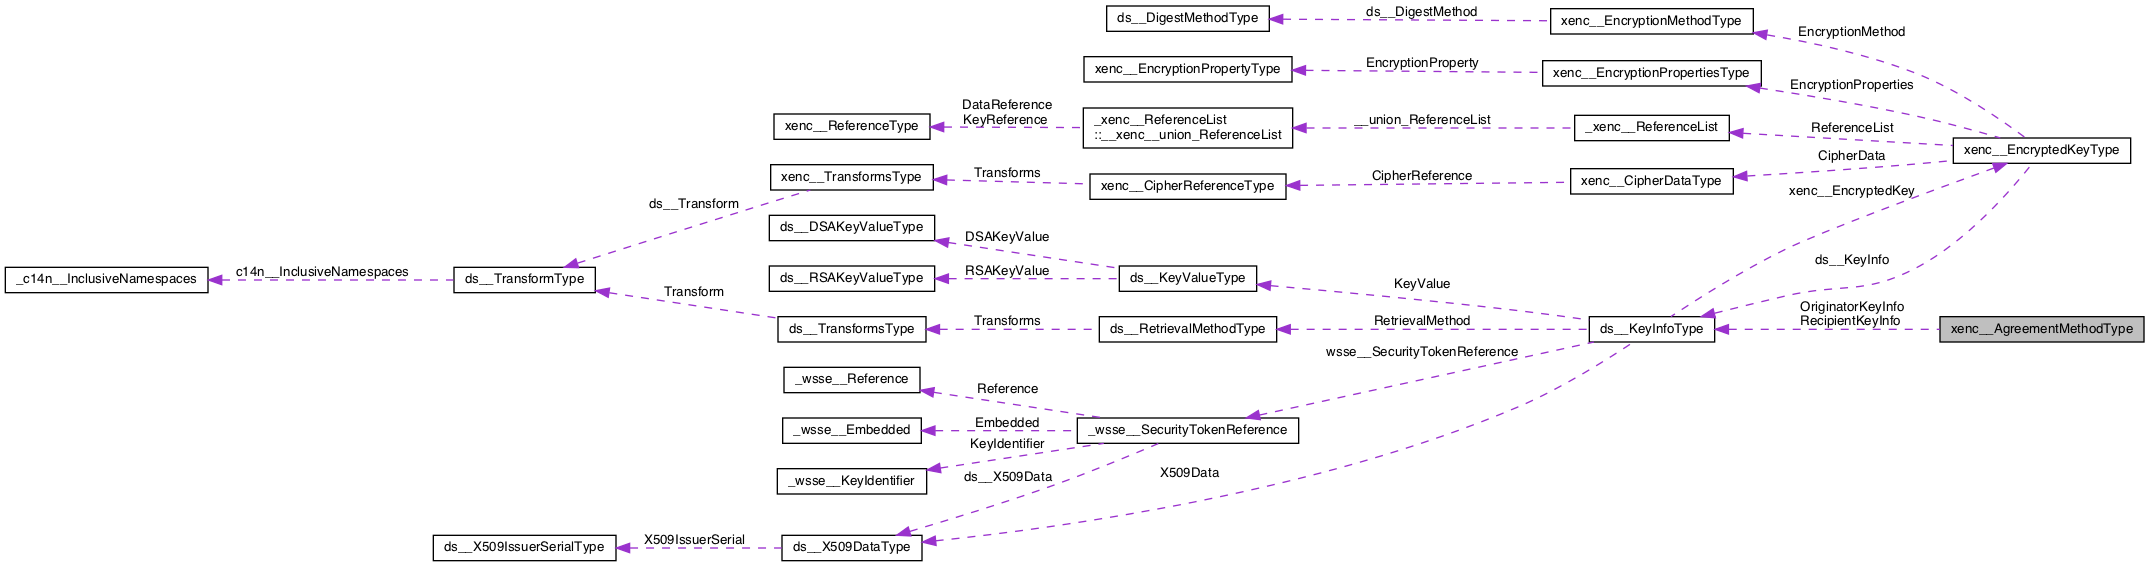 ds__DigestMethodType
ds__DigestMethod
xenc__EncryptionMethodType
EncryptionMethod
xenc__EncryptionPropertyType
EncryptionProperty
xenc__EncryptionPropertiesType
EncryptionProperties
xenc__ReferenceType
DataReference
KeyReference
_xenc__ReferenceList
::__xenc__union_ReferenceList
__union_ReferenceList
_xenc__ReferenceList
ReferenceList
xenc__EncryptedKeyType
xenc__TransformsType
Transforms
xenc__CipherReferenceType
CipherReference
xenc__CipherDataType
CipherData
xenc__EncryptedKey
ds__Transform
ds__DSAKeyValueType
DSAKeyValue
ds__KeyInfo
_c14n__InclusiveNamespaces
c14n__InclusiveNamespaces
ds__TransformType
ds__RSAKeyValueType
RSAKeyValue
ds__KeyValueType
KeyValue
Transform
ds__TransformsType
Transforms
ds__RetrievalMethodType
RetrievalMethod
ds__KeyInfoType
OriginatorKeyInfo
RecipientKeyInfo
xenc__AgreementMethodType
wsse__SecurityTokenReference
_wsse__Reference
Reference
_wsse__Embedded
Embedded
_wsse__SecurityTokenReference
KeyIdentifier
_wsse__KeyIdentifier
ds__X509Data
X509Data
ds__X509IssuerSerialType
X509IssuerSerial
ds__X509DataType